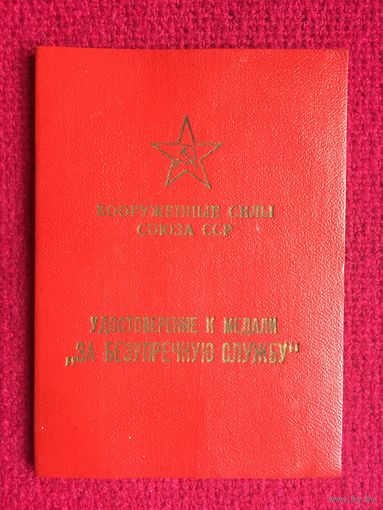 ВООРУЖЕННЫЕ СИЛЫ
СОЮЗА ССР
УДОСТОВЕРЕНИЕ К МЕДАЛИ
„ЗА БЕЗУПРЕЧНУЮ СЛУЖБУ"